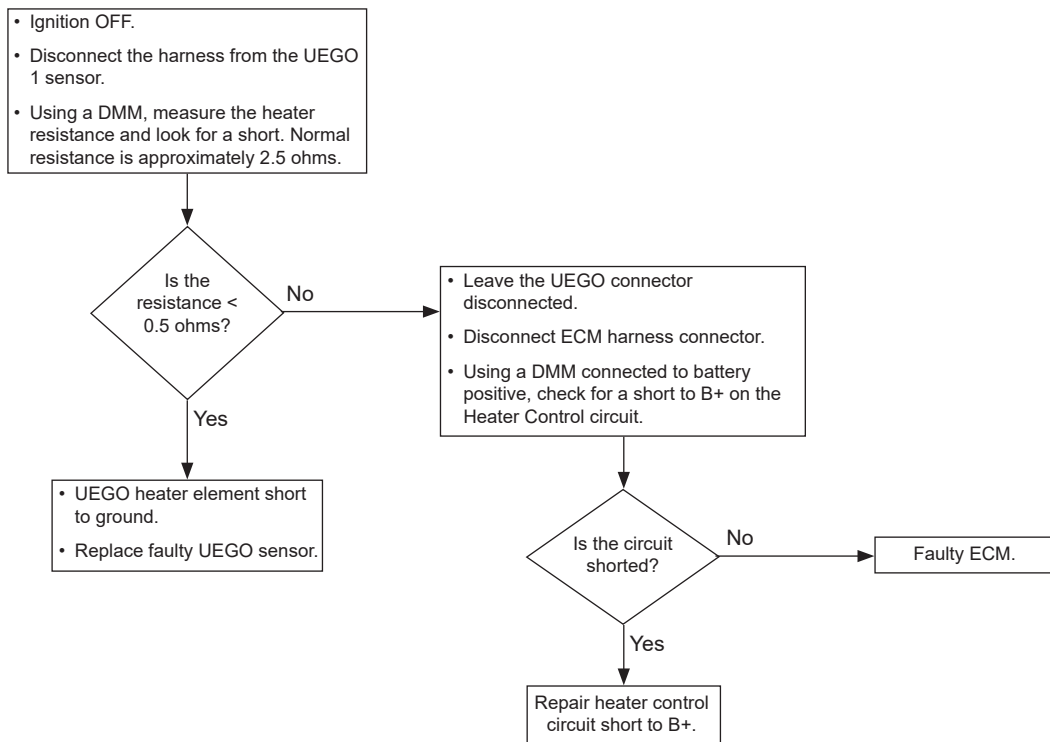 • Ignition OFF.
• Disconnect the harness from the UEGO
1 sensor.
• Using a DMM, measure the heater
resistance and look for a short. Normal
resistance is approximately 2.5 ohms.
Is the
resistance <
0.5 ohms?
No
Yes
• UEGO heater element short
to ground.
• Replace faulty UEGO sensor.
• Leave the UEGO connector
disconnected.
• Disconnect ECM harness connector.
• Using a DMM connected to battery
positive, check for a short to B+ on the
Heater Control circuit.
Is the circuit
shorted?
No
Faulty ECM.
Yes
Repair heater control
circuit short to B+.